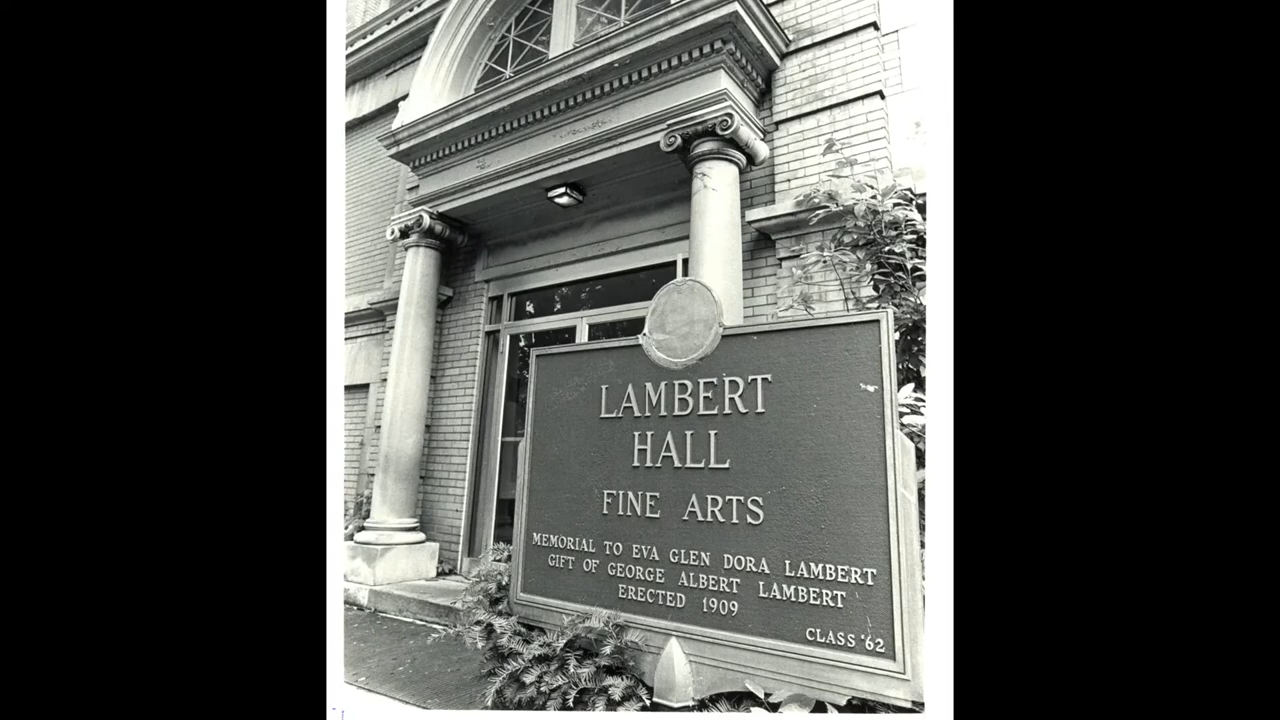 LAMBERT
HALL
FINE ARTS
MEMORIAL TO EVA GLEN DORA LAMBERT
GIFT OF GEORGE ALBERT LAMBERT
ERECTED 1909
CLASS '62